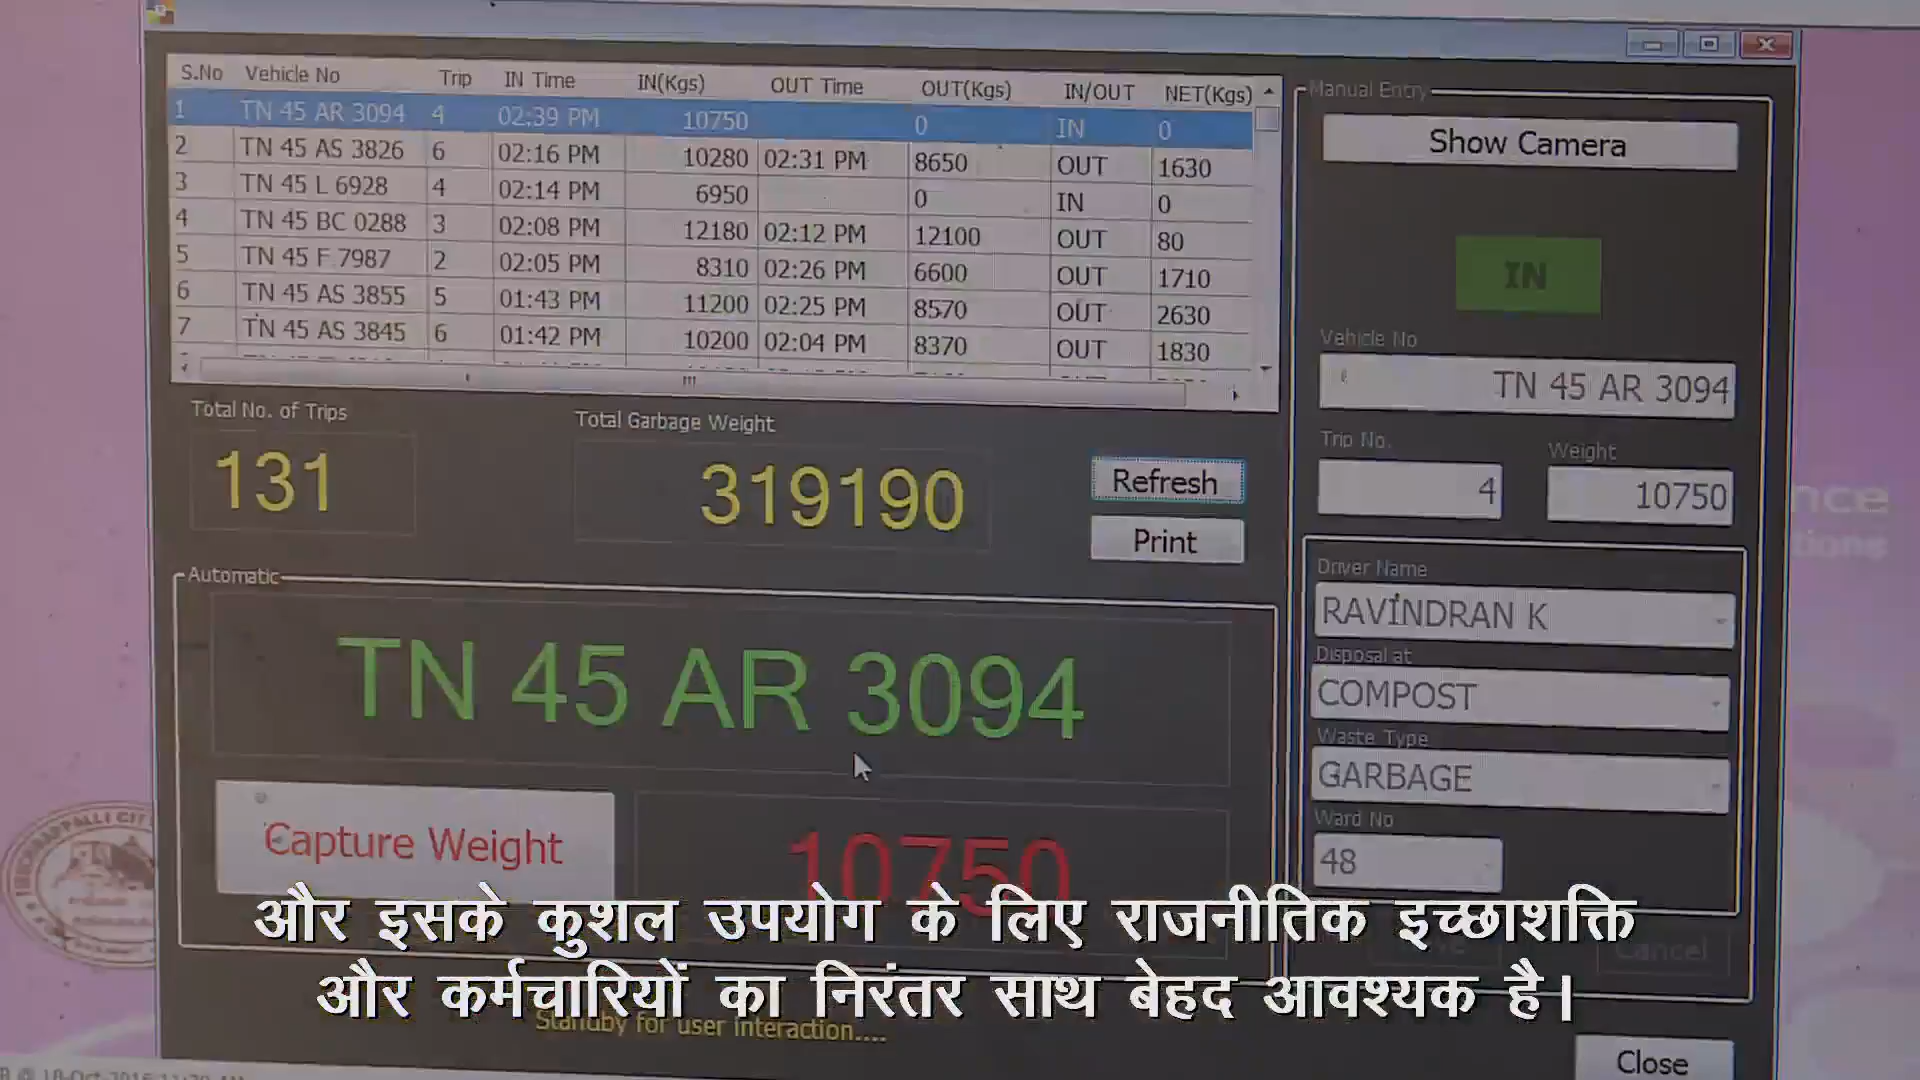 S.No Vehicle No Trip IN Time IN(Kgs) OUT Time OUT(Kgs) IN/OUT NET(Kgs)
1 TN 45 AR 3094 4 02:39 PM 10750 0 IN 0
2 TN 45 AS 3826 6 02:16 PM 10280 02:31 PM 8650 OUT 1630
3 TN 45 L 6928 4 02:14 PM 6950 0 IN 0
4 TN 45 BC 0288 3 02:08 PM 12180 02:12 PM 12100 OUT 80
5 TN 45 F 7987 2 02:05 PM 8310 02:26 PM 6600 OUT 1710
6 TN 45 AS 3855 5 01:43 PM 11200 02:25 PM 8570 OUT 2630
7 TN 45 AS 3845 6 01:42 PM 10200 02:04 PM 8370 OUT 1830
Total No. of Trips
131
Total Garbage Weight
319190
Refresh
Print
Automatic
TN 45 AR 3094
Capture Weight
10750
Manual Entry
Show Camera
IN
Vehicle No
TN 45 AR 3094
Trip No. Weight
4 10750
Driver Name
RAVINDRAN K
Disposal at
COMPOST
Waste Type
GARBAGE
Ward No
48
Cancel
और इसके कुशल उपयोग के लिए राजनीतिक इच्छाशक्ति
और कर्मचारियों का निरंतर साथ बेहद आवश्यक है।
Standby for user interaction....
Close